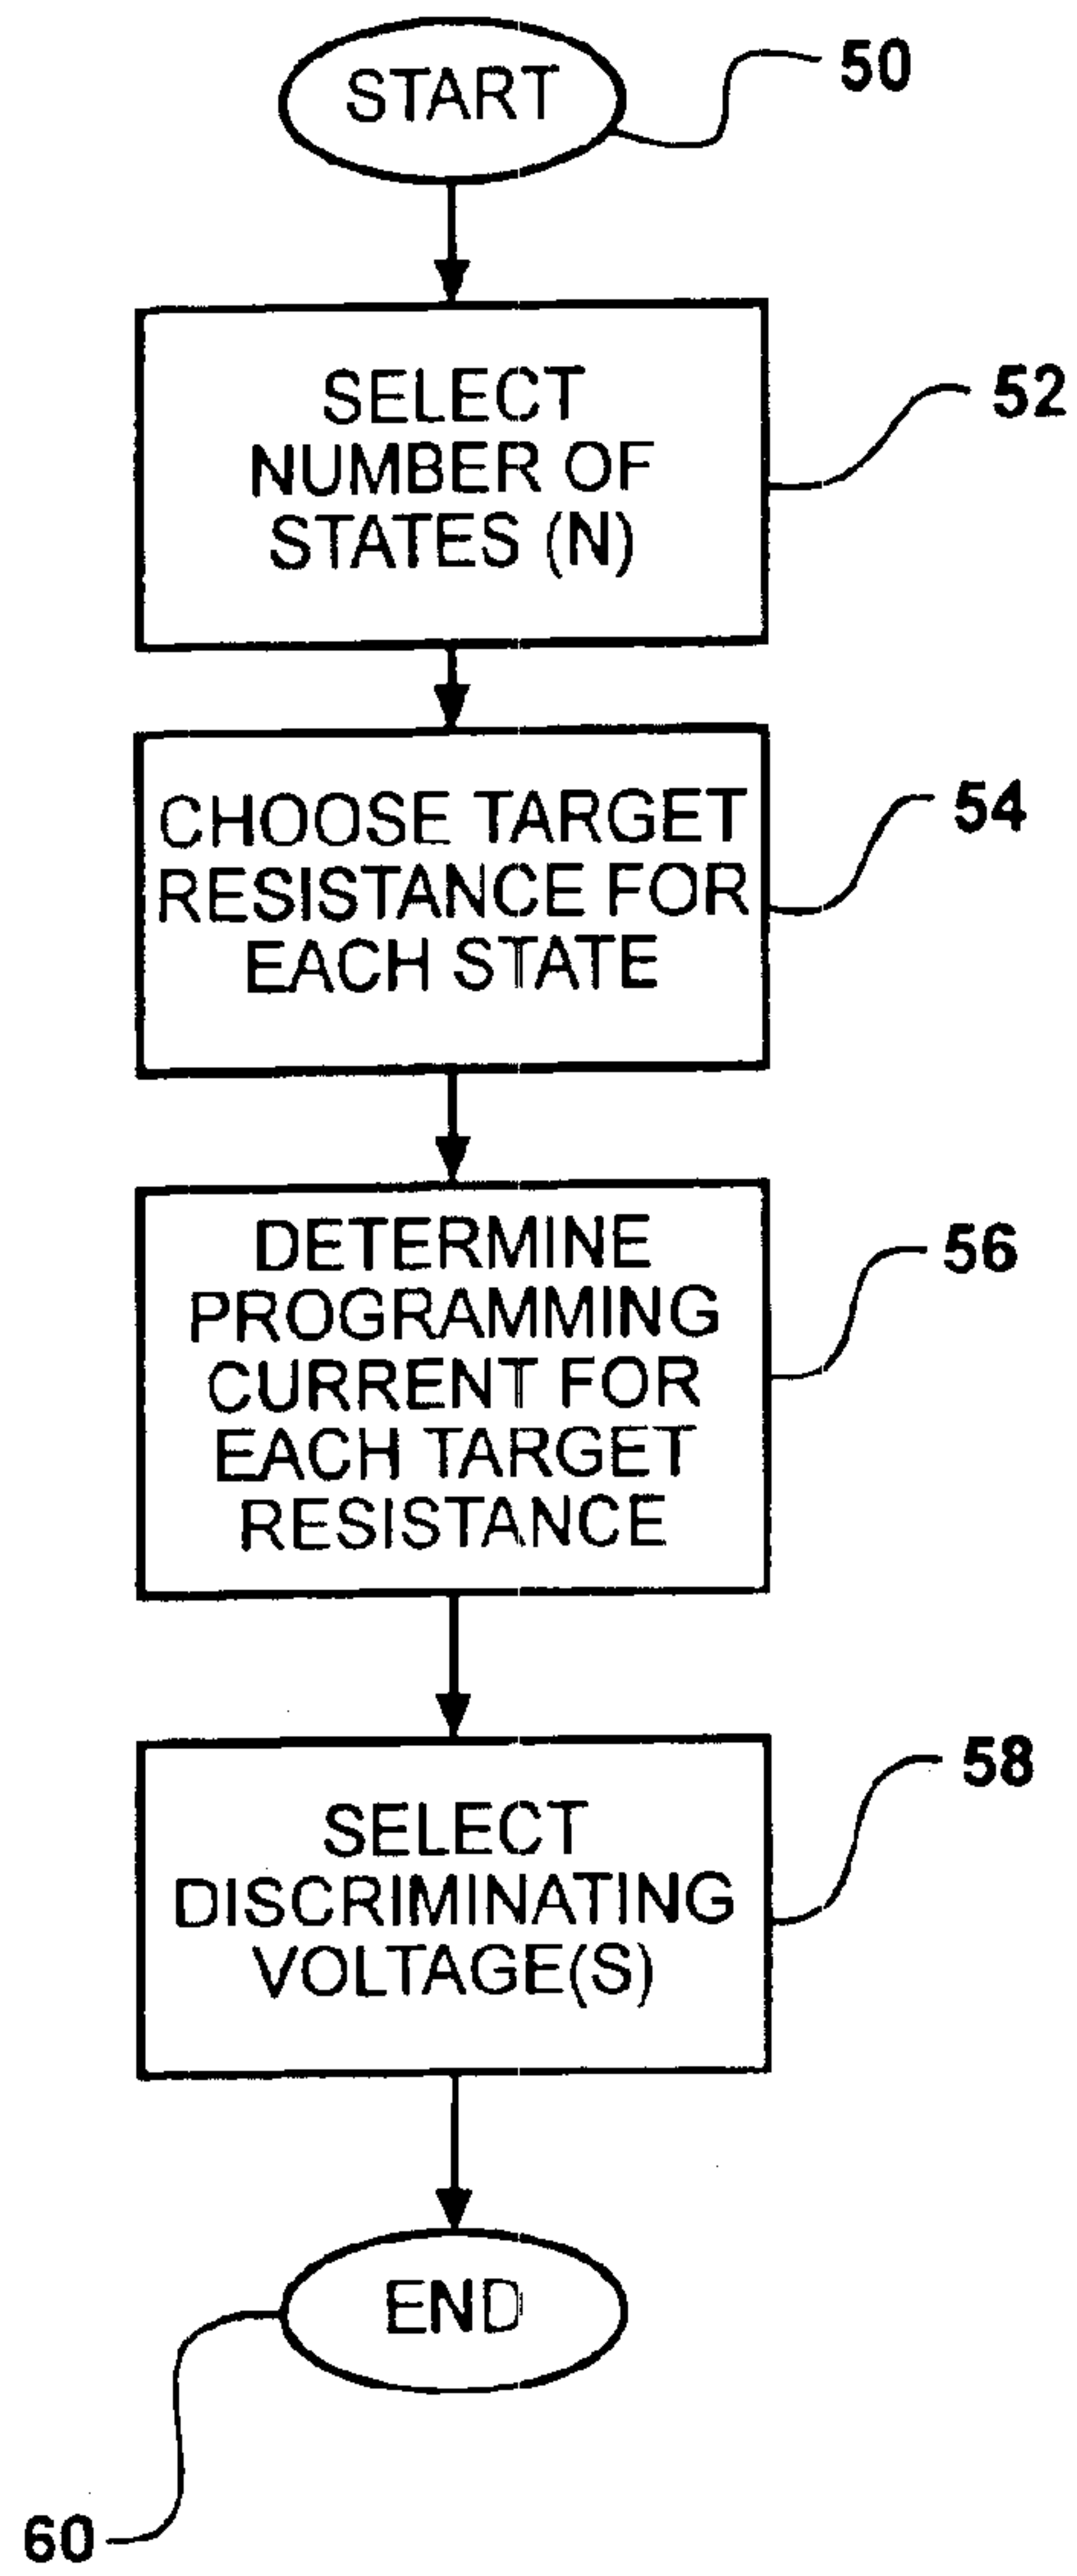 START
50
SELECT
NUMBER OF
STATES (N)
52
CHOOSE TARGET
RESISTANCE FOR
EACH STATE
54
DETERMINE
PROGRAMMING
CURRENT FOR
EACH TARGET
RESISTANCE
56
SELECT
DISCRIMINATING
VOLTAGE(S)
58
END
60